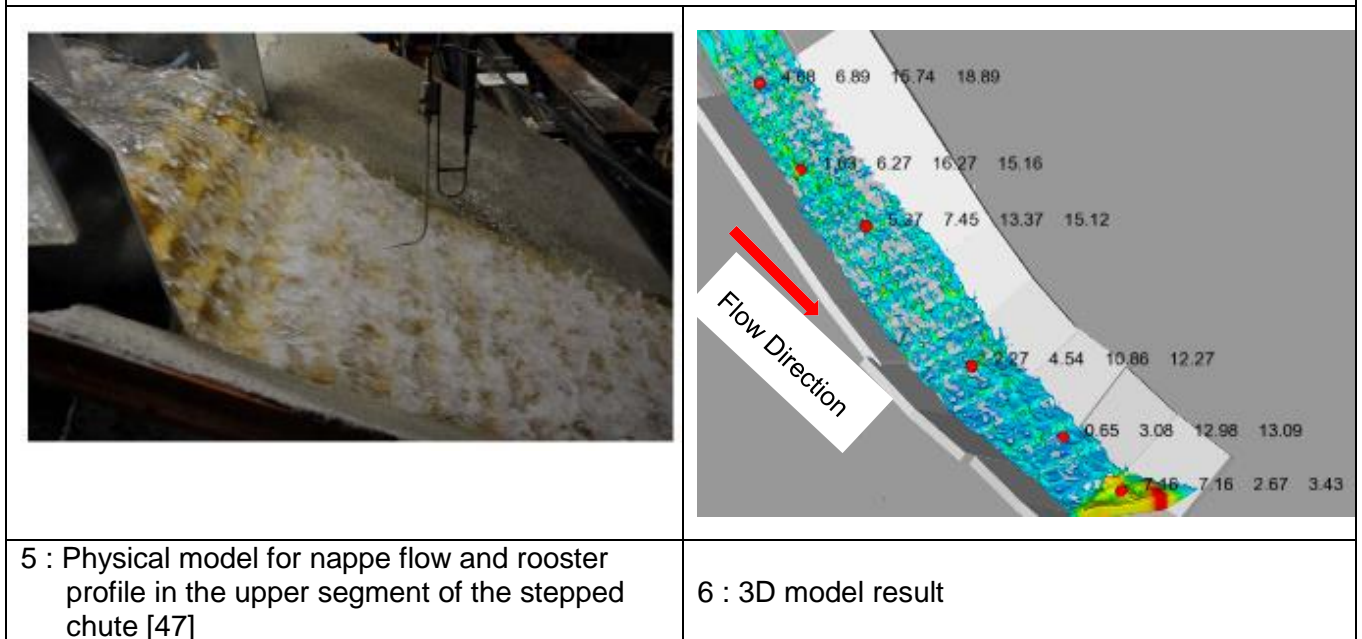 4.68 6.89 15.74 18.89
1.63 6.27 16.27 15.16
5.37 7.45 13.37 15.12
Flow Direction
2.27 4.54 10.86 12.27
0.65 3.08 12.98 13.09
7.16 7.16 2.67 3.43
5 : Physical model for nappe flow and rooster
profile in the upper segment of the stepped
chute [47]
6 : 3D model result